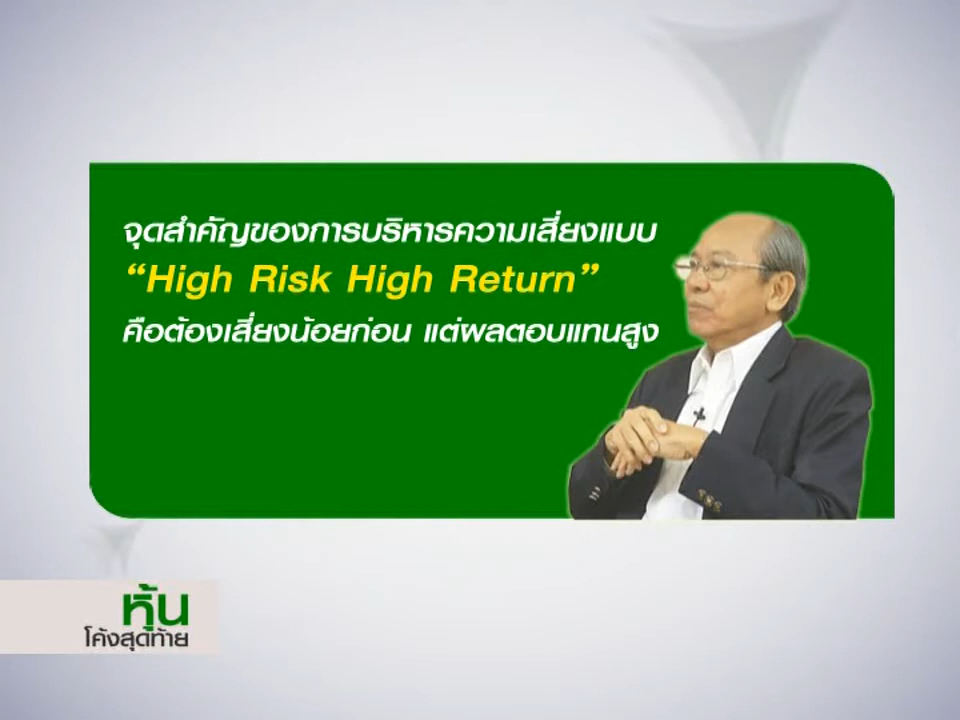 จุดสำคัญของการบริหารความเสี่ยงแบบ
“High Risk High Return”
คือต้องเสี่ยงน้อยก่อน แต่ผลตอบแทนสูง
หุ้น
โค้งสุดท้าย